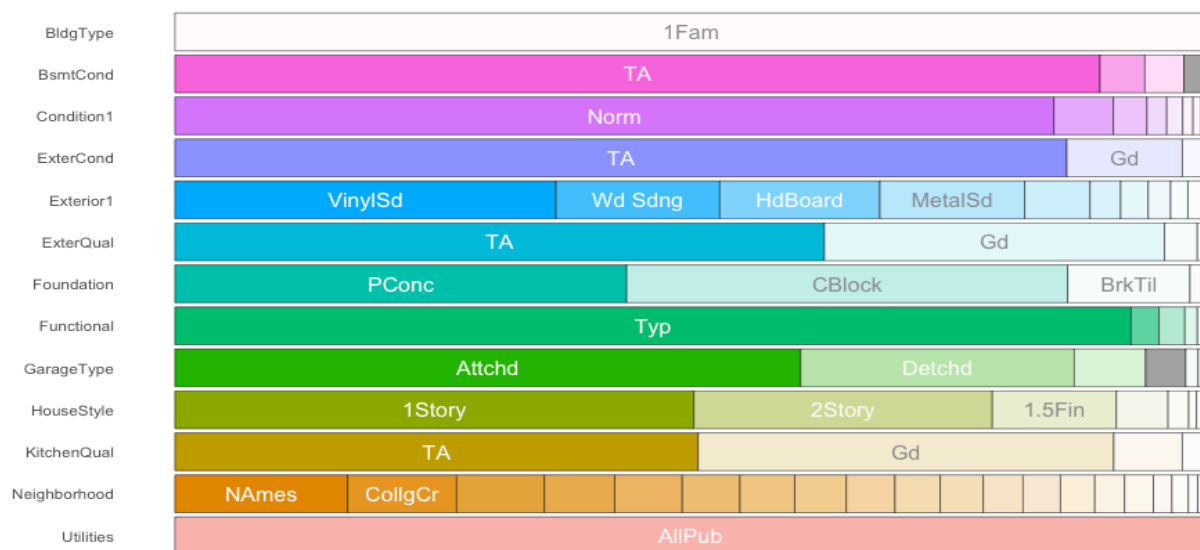 BldgType 1Fam
BsmtCond TA
Condition1 Norm
ExterCond TA Gd
Exterior1 VinylSd Wd Sdng HdBoard MetalSd
ExterQual TA Gd
Foundation PConc CBlock BrkTil
Functional Typ
GarageType Attchd Detchd
HouseStyle 1Story 2Story 1.5Fin
KitchenQual TA Gd
Neighborhood NAmes CollgCr
Utilities AllPub